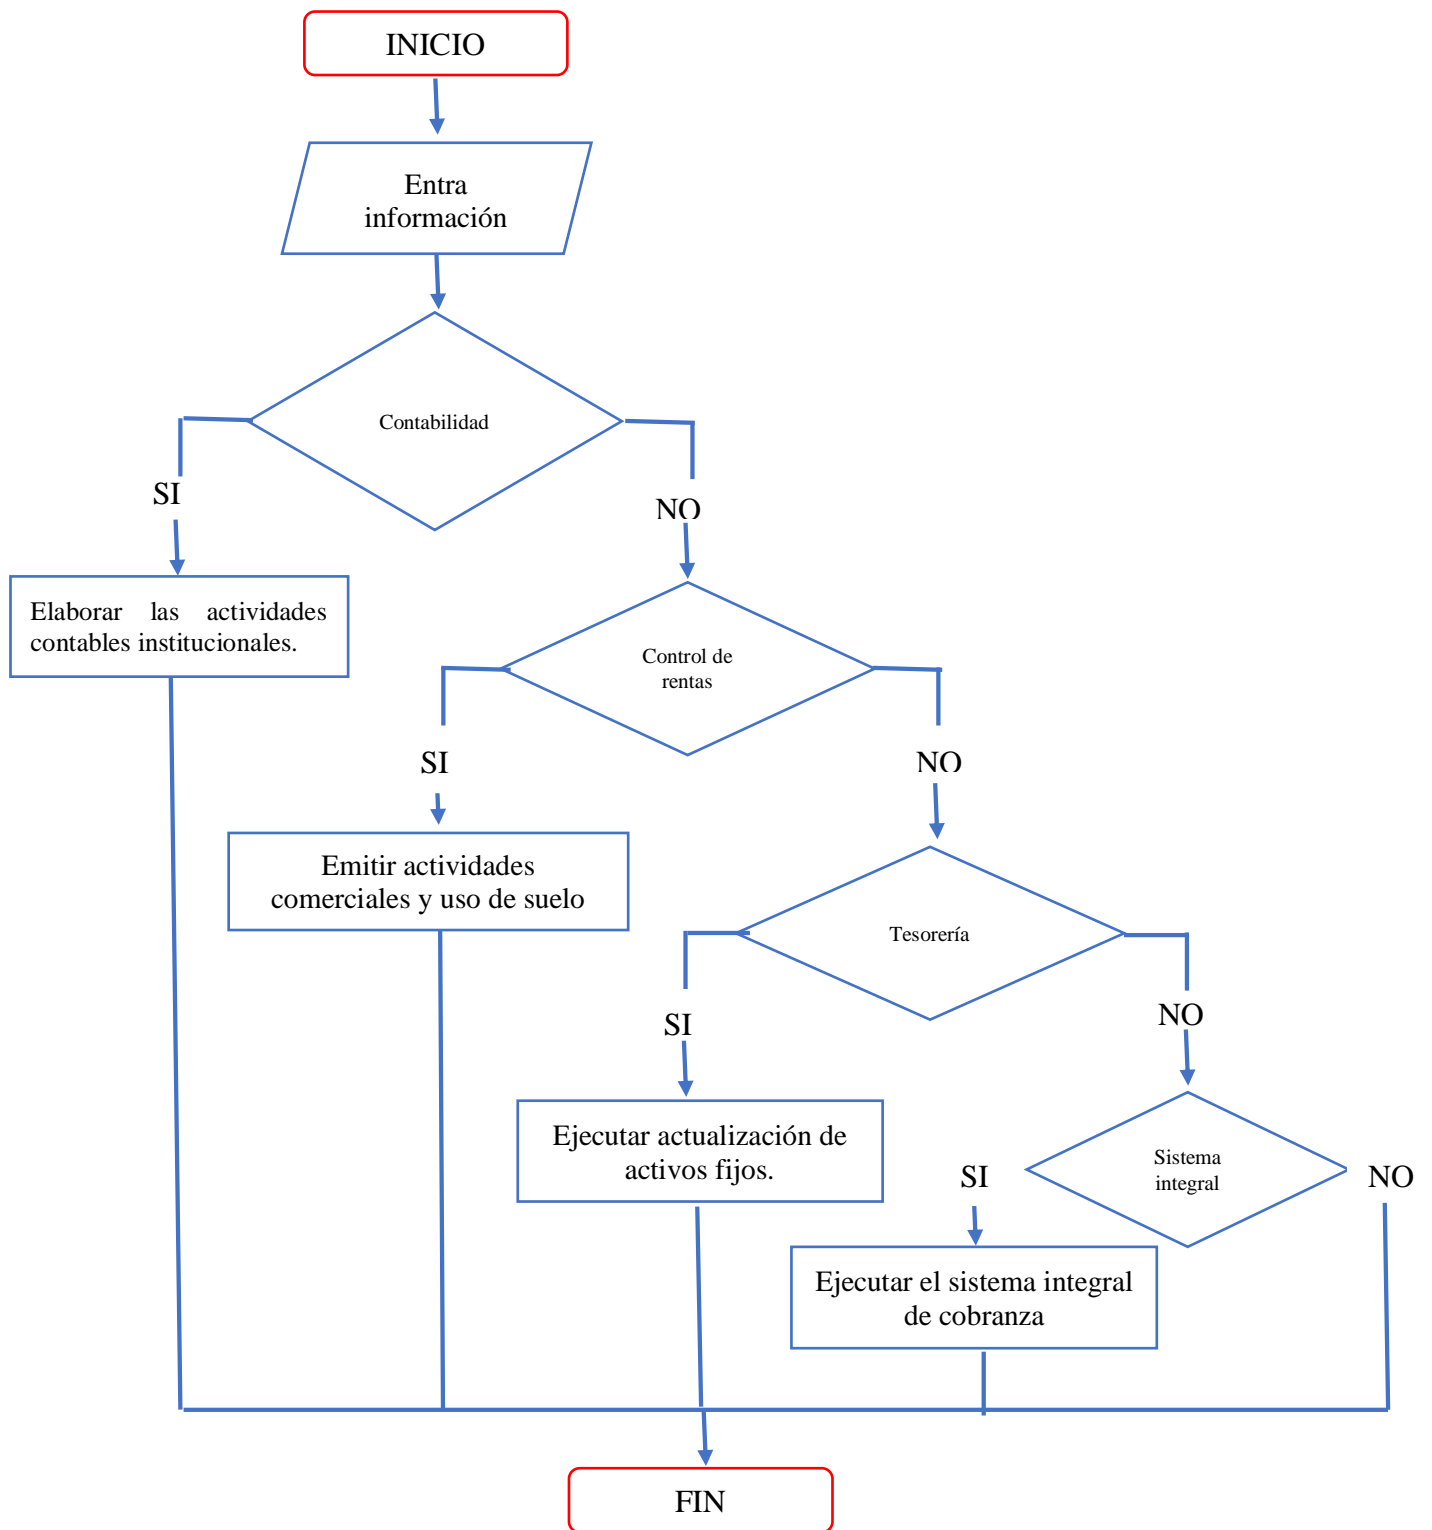 INICIO
Entra
información
Contabilidad
SI
NO
Elaborar las actividades
contables institucionales.
Control de
rentas
SI
NO
Emitir actividades
comerciales y uso de suelo
Tesorería
SI
NO
Ejecutar actualización de
activos fijos.
Sistema
integral
SI
NO
Ejecutar el sistema integral
de cobranza
FIN